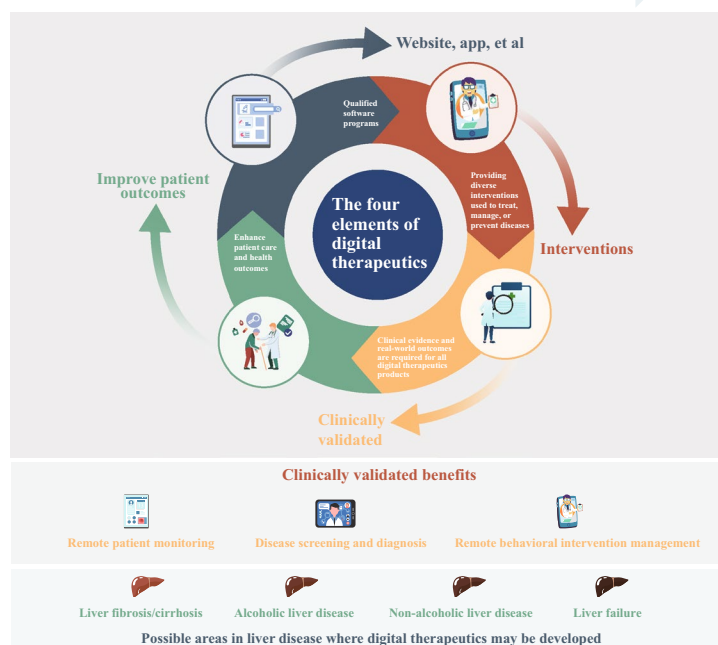 Website, app, et al
Qualified
software
programs
Providing
diverse
interventions
used to treat,
manage, or
prevent diseases
Interventions
Improve patient
outcomes
The four
elements of
digital
therapeutics
Enhance
patient care
and health
outcomes
Clinical evidence and
real-world outcomes
are required for all
digital therapeutics
products
Clinically
validated
Clinically validated benefits
Remote patient monitoring
Disease screening and diagnosis
Remote behavioral intervention management
Liver fibrosis/cirrhosis
Alcoholic liver disease
Non-alcoholic liver disease
Liver failure
Possible areas in liver disease where digital therapeutics may be developed